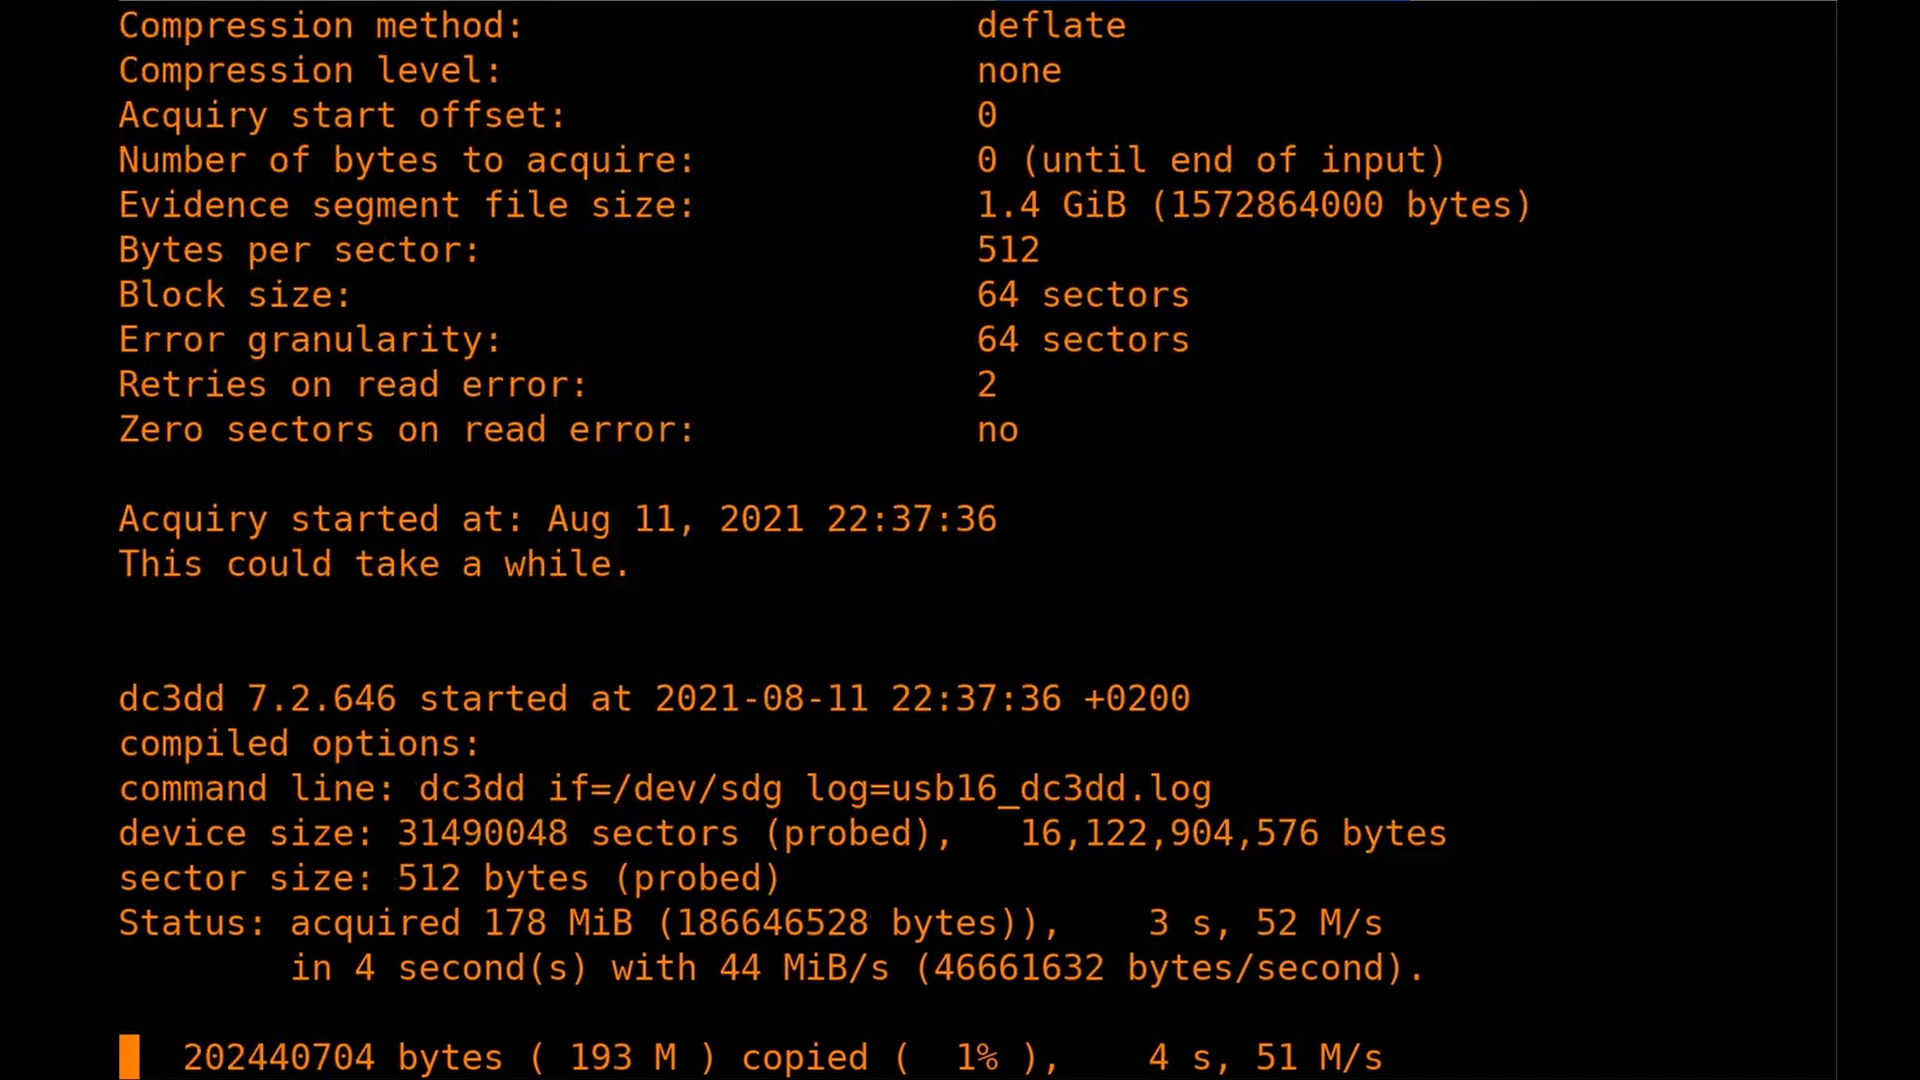 Compression method: deflate
Compression level: none
Acquiry start offset: 0
Number of bytes to acquire: 0 (until end of input)
Evidence segment file size: 1.4 GiB (1572864000 bytes)
Bytes per sector: 512
Block size: 64 sectors
Error granularity: 64 sectors
Retries on read error: 2
Zero sectors on read error: no
Acquiry started at: Aug 11, 2021 22:37:36
This could take a while.
dc3dd 7.2.646 started at 2021-08-11 22:37:36 +0200
compiled options:
command line: dc3dd if=/dev/sdg log=usb16_dc3dd.log
device size: 31490048 sectors (probed),   16,122,904,576 bytes
sector size: 512 bytes (probed)
Status: acquired 178 MiB (186646528 bytes)),    3 s, 52 M/s
in 4 second(s) with 44 MiB/s (46661632 bytes/second).
202440704 bytes ( 193 M ) copied (  1% ),    4 s, 51 M/s